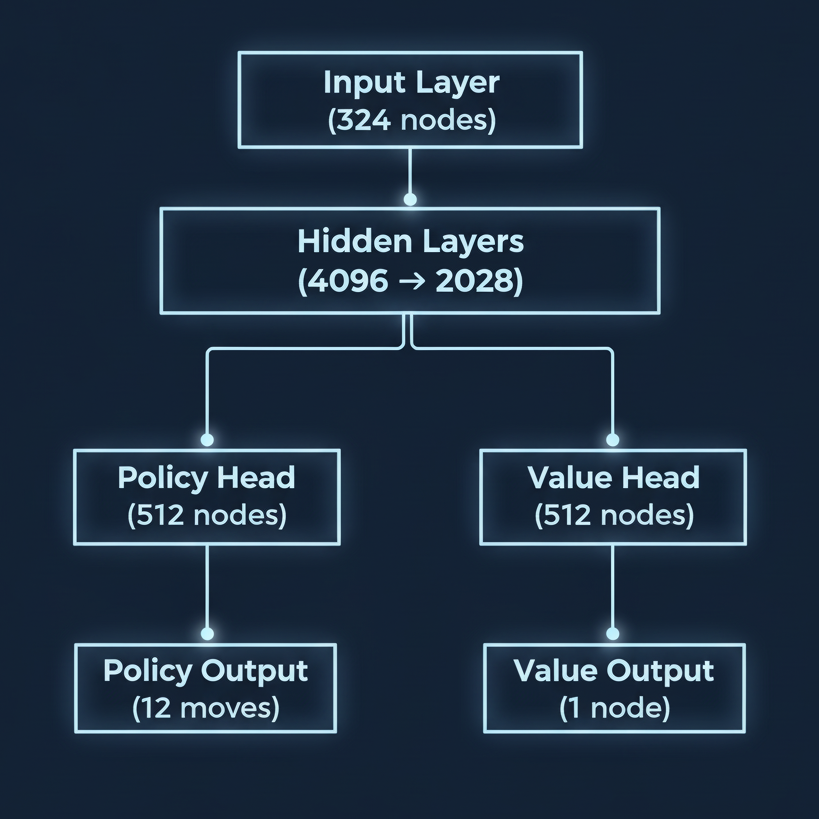 Input Layer
(324 nodes)
Hidden Layers
(4096 → 2028)
Policy Head
(512 nodes)
Value Head
(512 nodes)
Policy Output
(12 moves)
Value Output
(1 node)